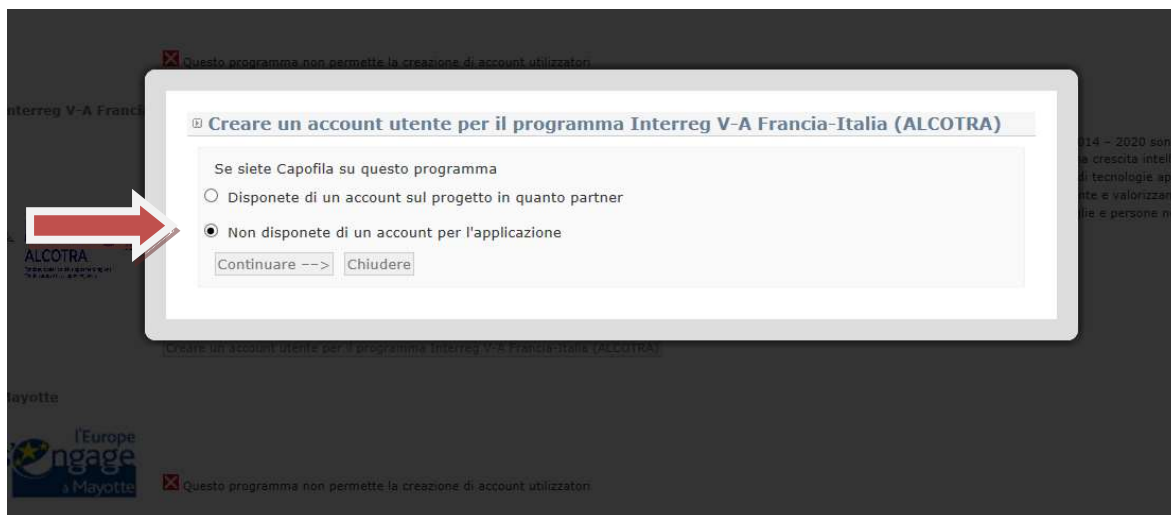 Questo programma non permette la creazione di account utilizzatori
nterreg V-A Franci
Creare un account utente per il programma Interreg V-A Francia-Italia (ALCOTRA)
014 – 2020 son
a crescita intell
di tecnologie ap
nte e valorizzan
lie e persone n
Se siete Capofila su questo programma
Disponete di un account sul progetto in quanto partner
Non disponete di un account per l'applicazione
Continuare --> Chiudere
ALCOTRA
Creare un account utente per il programma Interreg V-A Francia-Italia (ALCOTRA)
Mayotte
l'Europe
s'engage
à Mayotte
Questo programma non permette la creazione di account utilizzatori